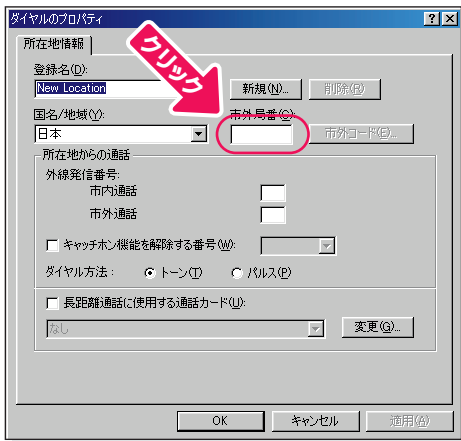 ダイヤルのプロパティ
所在地情報
クリック
登録名(D):
New Location
新規(N)... 削除(R)
国名/地域(Y): 市外局番(C):
日本 市外コード(E)...
所在地からの通話
外線発信番号:
市内通話
市外通話
キャッチホン機能を解除する番号(W):
ダイヤル方法: トーン(T) パルス(P)
長距離通話に使用する通話カード(U):
なし 変更(G)...
OK キャンセル 適用(A)